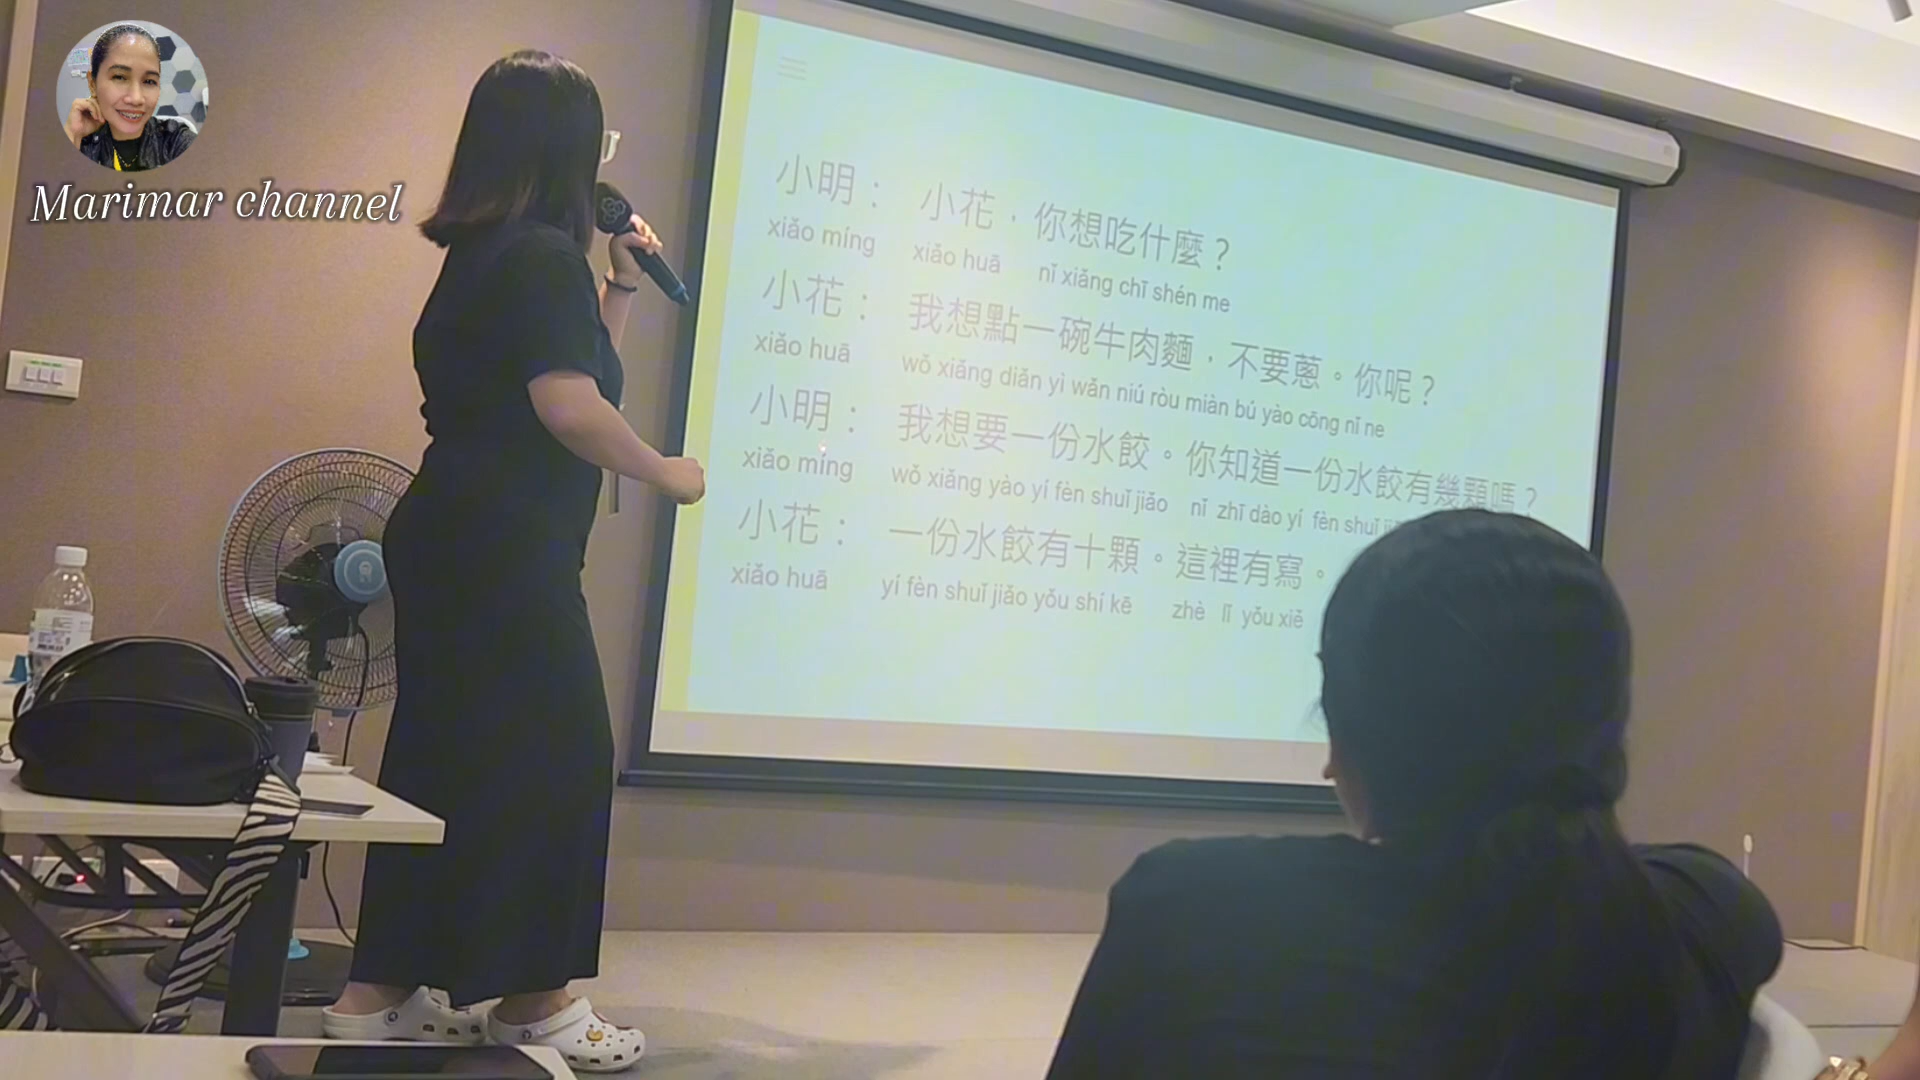 Marimar channel
小明： 小花，你想吃什麼？
xiǎo míng xiǎo huā nǐ xiǎng chī shén me
小花： 我想點一碗牛肉麵，不要蔥。你呢？
xiǎo huā wǒ xiǎng diǎn yì wǎn niú ròu miàn bú yào cōng nǐ ne
小明： 我想要一份水餃。你知道一份水餃有幾顆嗎？
xiǎo míng wǒ xiǎng yào yí fèn shuǐ jiǎo nǐ zhī dào yí fèn shuǐ
小花： 一份水餃有十顆。這裡有寫。
xiǎo huā yí fèn shuǐ jiǎo yǒu shí kē zhè lǐ yǒu xiě